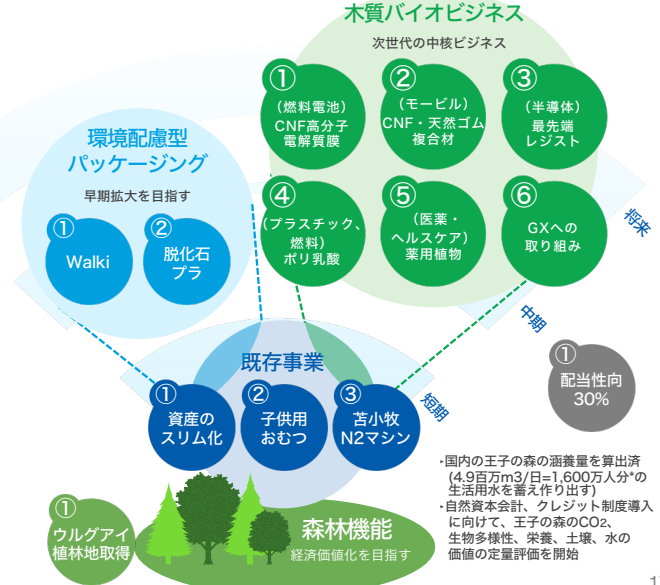 木質バイオビジネス
次世代の中核ビジネス
①
(燃料電池)
CNF高分子
電解質膜
②
(モービル)
CNF・天然ゴム
複合材
③
(半導体)
最先端
レジスト
④
(プラスチック、
燃料)
ポリ乳酸
⑤
(医薬・
ヘルスケア)
薬用植物
⑥
GXへの
取り組み
環境配慮型
パッケージング
早期拡大を目指す
①
Walki
②
脱化石
プラ
将来
中期
短期
既存事業
①
資産の
スリム化
②
子供用
おむつ
③
苫小牧
N2マシン
①
配当性向
30%
①
ウルグアイ
植林地取得
森林機能
経済価値化を目指す
‣国内の王子の森の涵養量を算出済
(4.9百万m3/日=1,600万人分*の
生活用水を蓄え作り出す)
‣自然資本会計、クレジット制度導入
に向けて、王子の森のCO2、
生物多様性、栄養、土壌、水の
価値の定量評価を開始